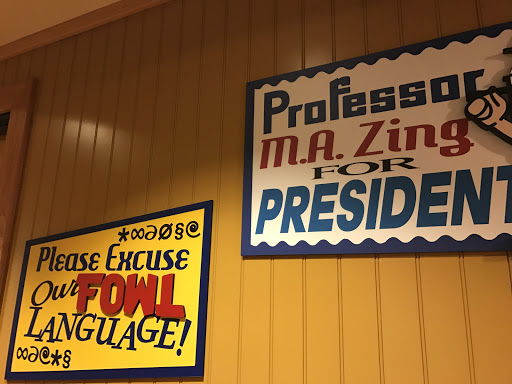 *∞∂Ø§@
Please Excuse
Our FOWL
Language!
∞∂@*§
Professor
M.A. Zing
FOR
PRESIDENT